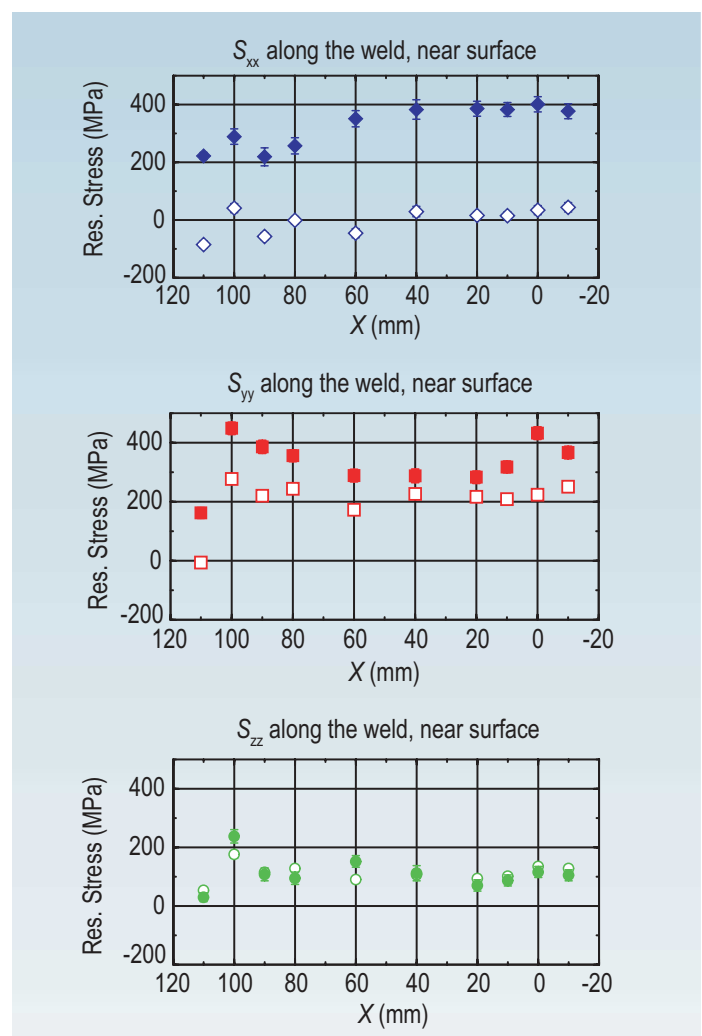 Sxx along the weld, near surface
Res. Stress (MPa)
400
200
0
-200
120 100 80 60 40 20 0 -20
X (mm)
Syy along the weld, near surface
Res. Stress (MPa)
400
200
0
-200
120 100 80 60 40 20 0 -20
X (mm)
Szz along the weld, near surface
Res. Stress (MPa)
400
200
0
-200
120 100 80 60 40 20 0 -20
X (mm)